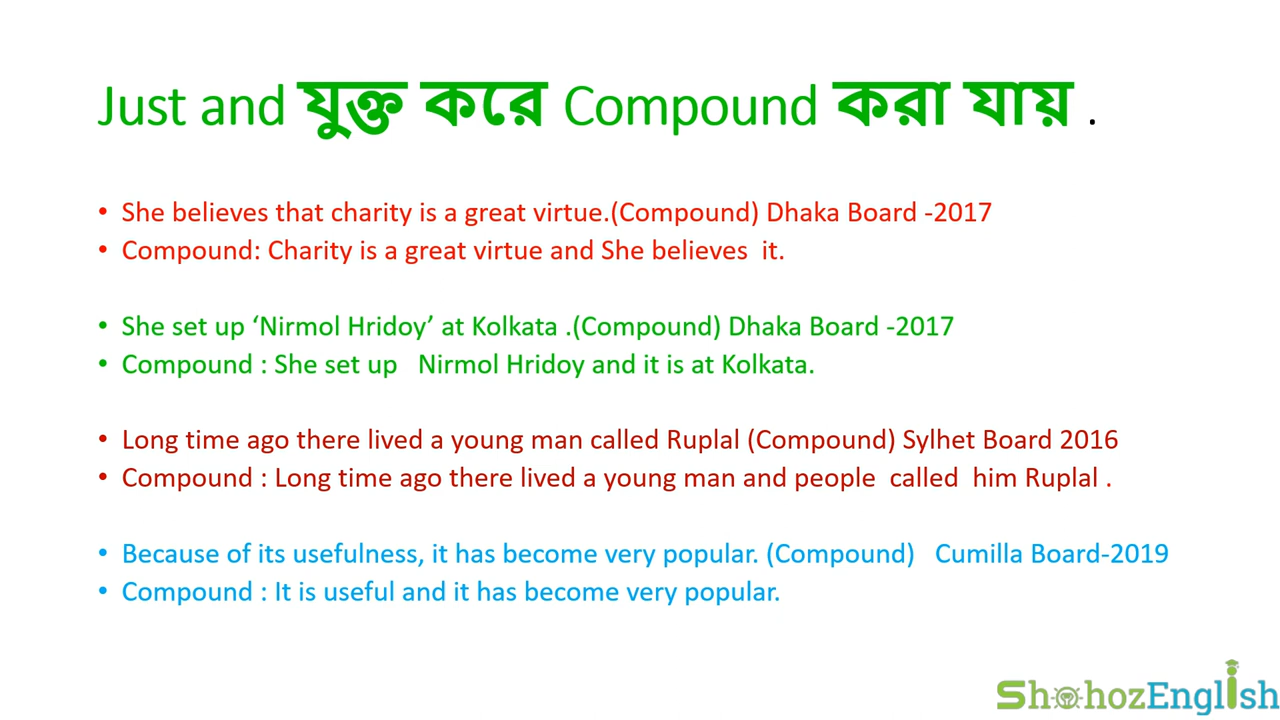 Just and যুক্ত করে Compound করা যায় .
• She believes that charity is a great virtue.(Compound) Dhaka Board -2017
• Compound: Charity is a great virtue and She believes it.
• She set up ‘Nirmol Hridoy’ at Kolkata .(Compound) Dhaka Board -2017
• Compound : She set up Nirmol Hridoy and it is at Kolkata.
• Long time ago there lived a young man called Ruplal (Compound) Sylhet Board 2016
• Compound : Long time ago there lived a young man and people called him Ruplal .
• Because of its usefulness, it has become very popular. (Compound) Cumilla Board-2019
• Compound : It is useful and it has become very popular.
ShohozEnglish